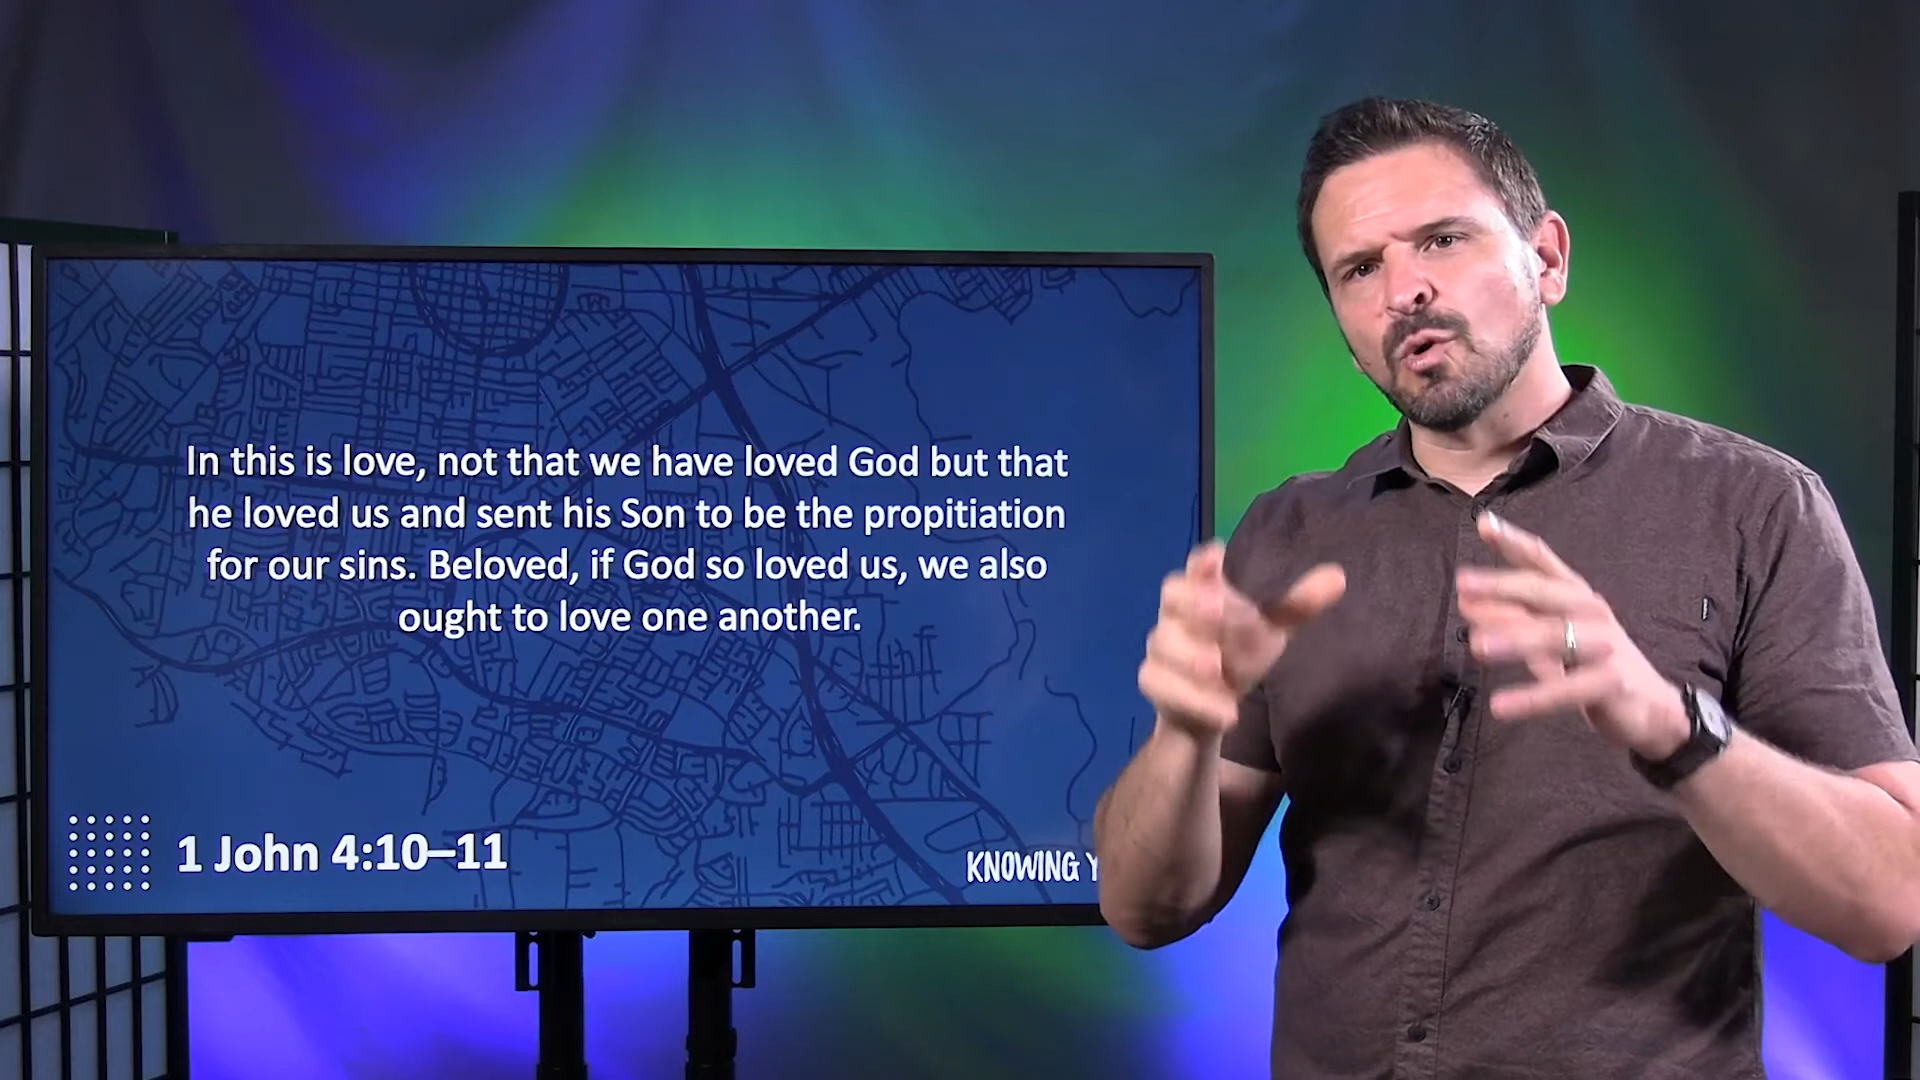 In this is love, not that we have loved God but that
he loved us and sent his Son to be the propitiation
for our sins. Beloved, if God so loved us, we also
ought to love one another.
1 John 4:10–11
KNOWING